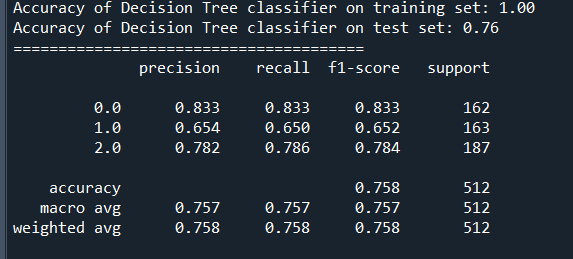 Accuracy of Decision Tree classifier on training set: 1.00
Accuracy of Decision Tree classifier on test set: 0.76
=======================================
precision recall f1-score support
0.0 0.833 0.833 0.833 162
1.0 0.654 0.650 0.652 163
2.0 0.782 0.786 0.784 187
accuracy 0.758 512
macro avg 0.757 0.757 0.757 512
weighted avg 0.758 0.758 0.758 512